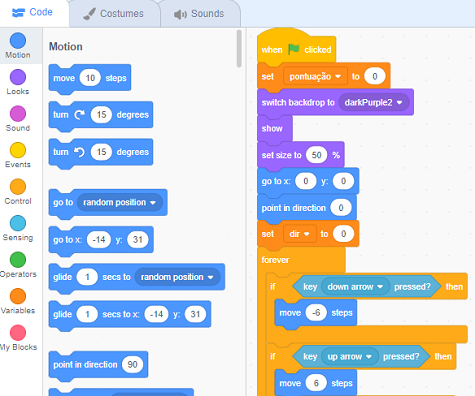 Code Costumes Sounds
Motion
Looks
Sound
Events
Control
Sensing
Operators
Variables
My Blocks
Motion
move 10 steps
turn 15 degrees
turn 15 degrees
go to random position
go to x: -14 y: 31
glide 1 secs to random position
glide 1 secs to x: -14 y: 31
point in direction 90
when clicked
set pontuação to 0
switch backdrop to darkPurple2
show
set size to 50 %
go to x: 0 y: 0
point in direction 0
set dir to 0
forever
if key down arrow pressed? then
move -6 steps
if key up arrow pressed? then
move 6 steps